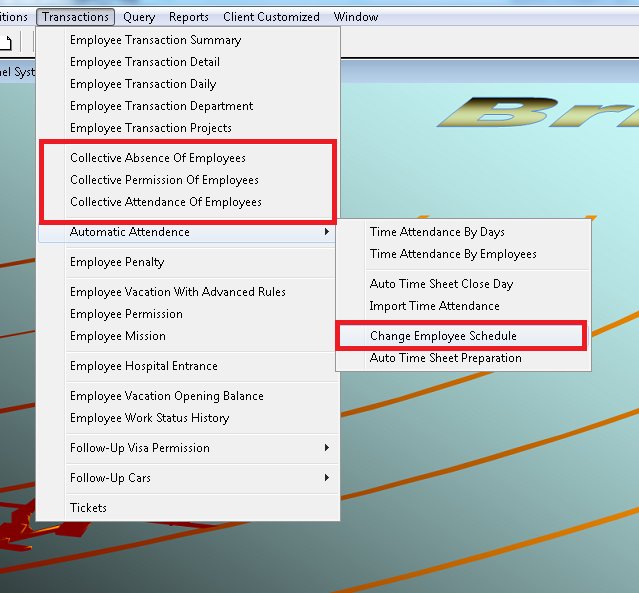 itions Transactions Query Reports Client Customized Window
nel Syst
Bri
Employee Transaction Summary
Employee Transaction Detail
Employee Transaction Daily
Employee Transaction Department
Employee Transaction Projects
Collective Absence Of Employees
Collective Permission Of Employees
Collective Attendance Of Employees
Automatic Attendence
Employee Penalty
Employee Vacation With Advanced Rules
Employee Permission
Employee Mission
Employee Hospital Entrance
Employee Vacation Opening Balance
Employee Work Status History
Follow-Up Visa Permission
Follow-Up Cars
Tickets
Time Attendance By Days
Time Attendance By Employees
Auto Time Sheet Close Day
Import Time Attendance
Change Employee Schedule
Auto Time Sheet Preparation